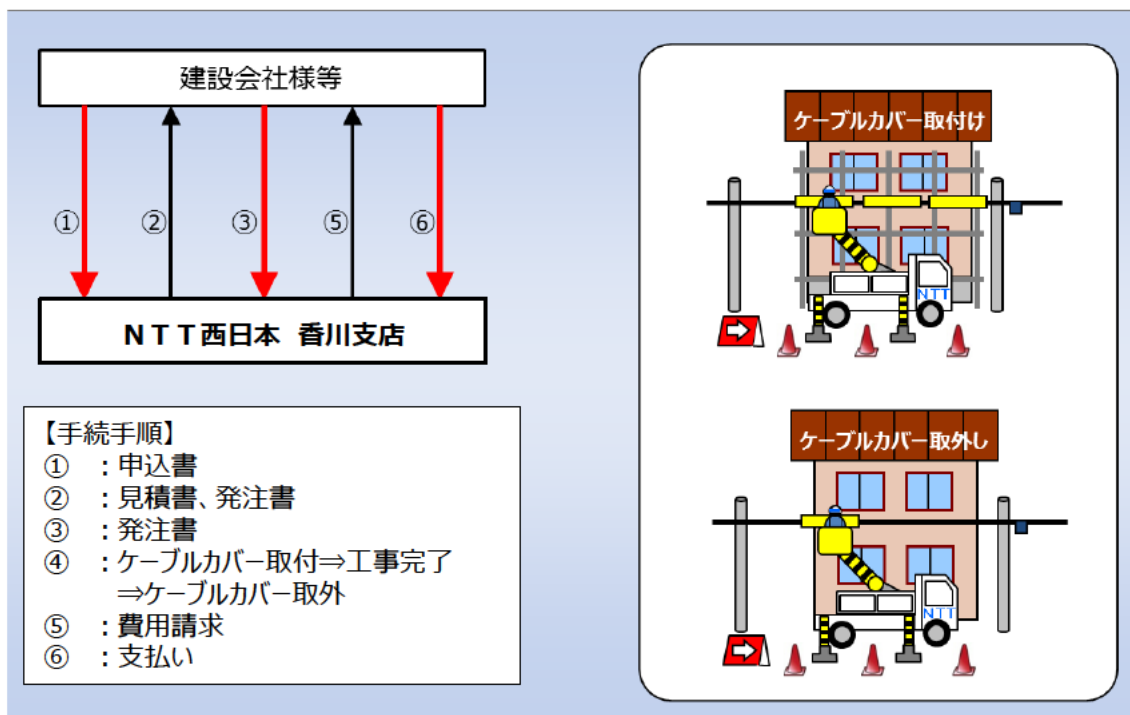 建設会社様等
①
②
③
⑤
⑥
NTT西日本 香川支店
【手続手順】
① :申込書
② :見積書、発注書
③ :発注書
④ :ケーブルカバー取付⇒工事完了
⇒ケーブルカバー取外
⑤ :費用請求
⑥ :支払い
ケーブルカバー取付け
NTT
ケーブルカバー取外し
NTT